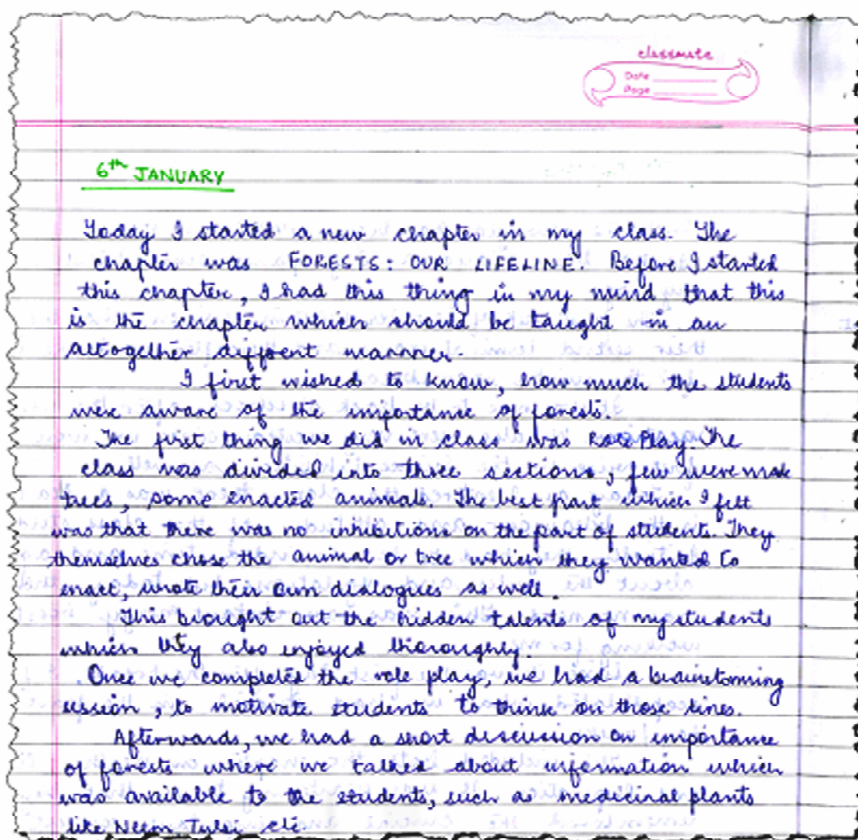 classmate
Date
Page
6th JANUARY
Today I started a new chapter in my class. The
chapter was FORESTS: OUR LIFELINE. Before I started
this chapter, I had this thing in my mind that this
is the chapter which should be taught in an
altogether diffrent manner.
I first wished to know, how much the students
were aware of the importance of forests.
The first thing we did in class was Role Play. The
class was divided into three sections, few were made
trees, some enacted animals. The best part which I felt
was that there was no inhibitions on the part of students. They
themselves chose the animal or tree which they wanted to
enact, wrote their own dialogues as well.
This brought out the hidden talents of my students
which they also enjoyed thoroughly.
Once we completed the role play, we had a brainstorming
session, to motivate students to think on those lines.
Afterwards, we had a short discussion on importance
of forests where we talked about information which
was available to the students, such as medicinal plants
like Neem Tulsi etc